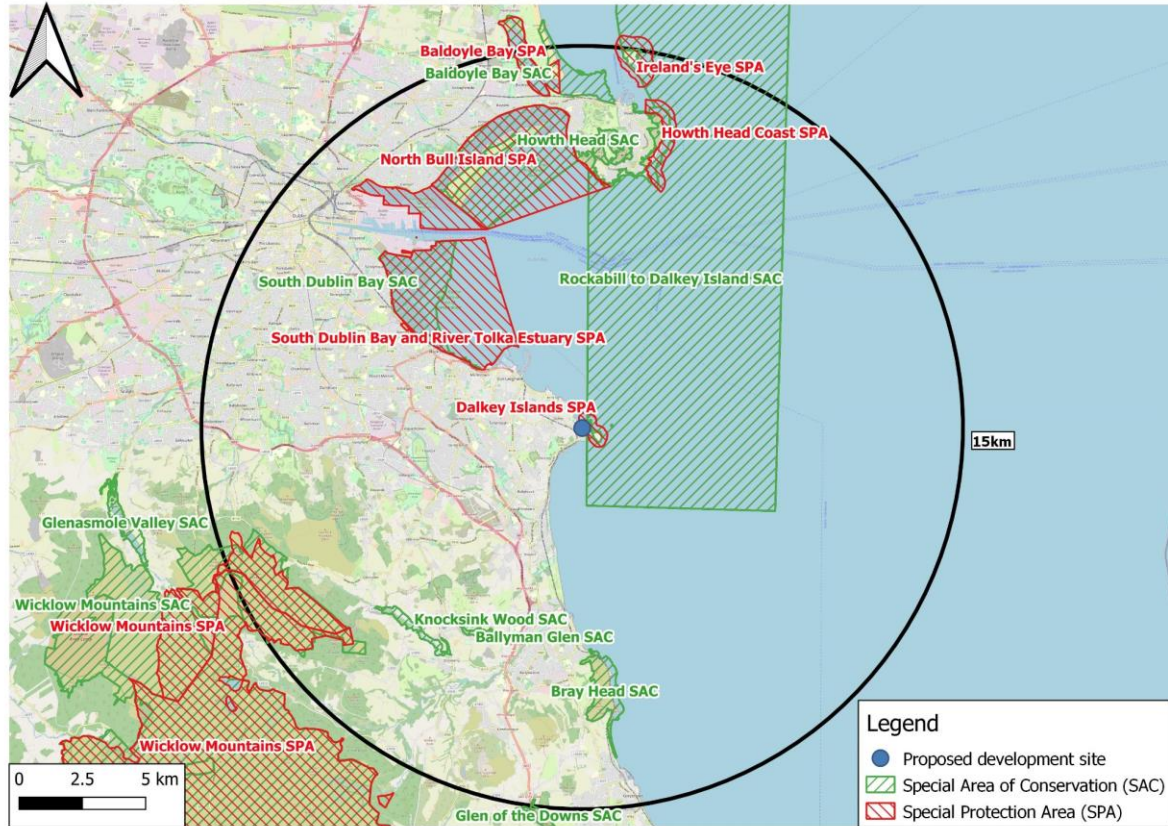 Baldoyle Bay SPA
Baldoyle Bay SAC
Ireland's Eye SPA
Howth Head Coast SPA
Howth Head SAC
North Bull Island SPA
South Dublin Bay SAC
Rockabill to Dalkey Island SAC
South Dublin Bay and River Tolka Estuary SPA
Dalkey Islands SPA
15km
Glenasmole Valley SAC
Wicklow Mountains SAC
Wicklow Mountains SPA
Knocksink Wood SAC
Ballyman Glen SAC
Bray Head SAC
Wicklow Mountains SPA
Glen of the Downs SAC
0 2.5 5 km
Legend
Proposed development site
Special Area of Conservation (SAC)
Special Protection Area (SPA)